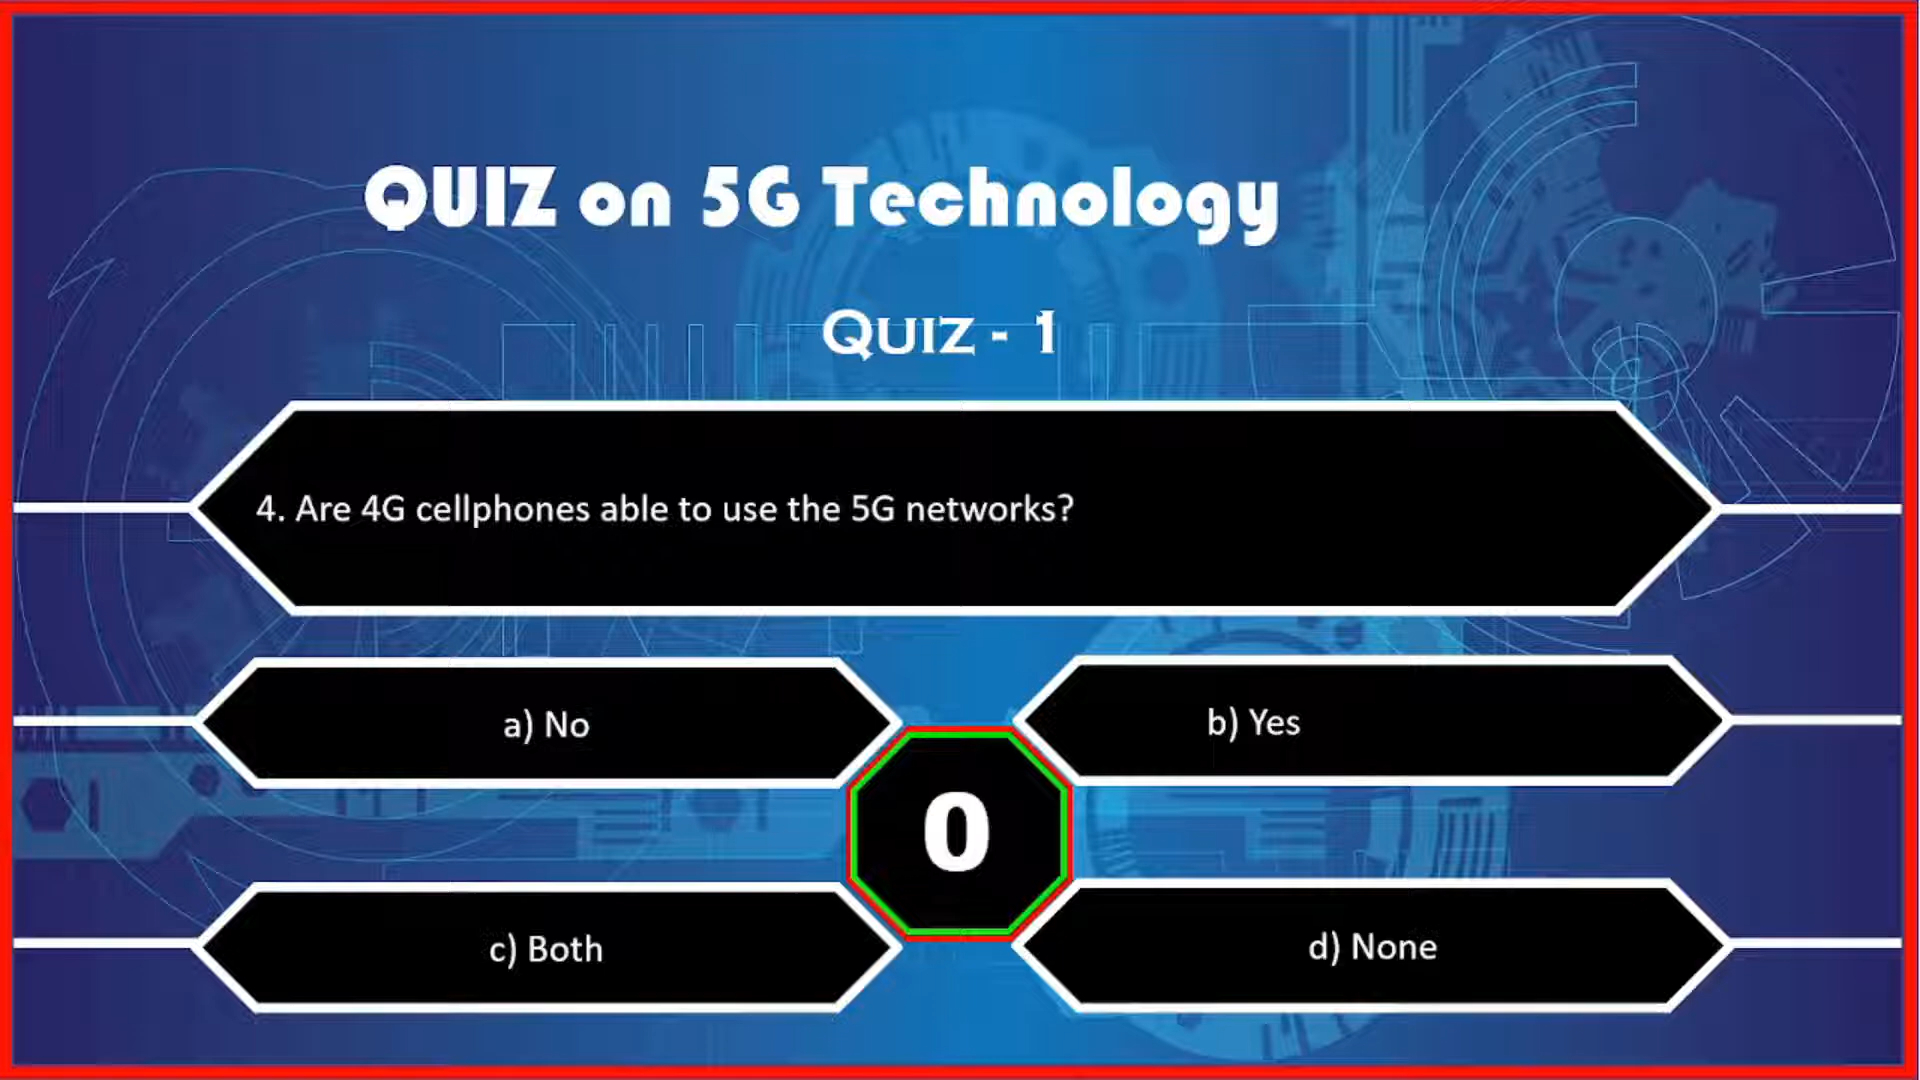 QUIZ on 5G Technology
QUIZ - 1
4. Are 4G cellphones able to use the 5G networks?
a) No
b) Yes
0
c) Both
d) None